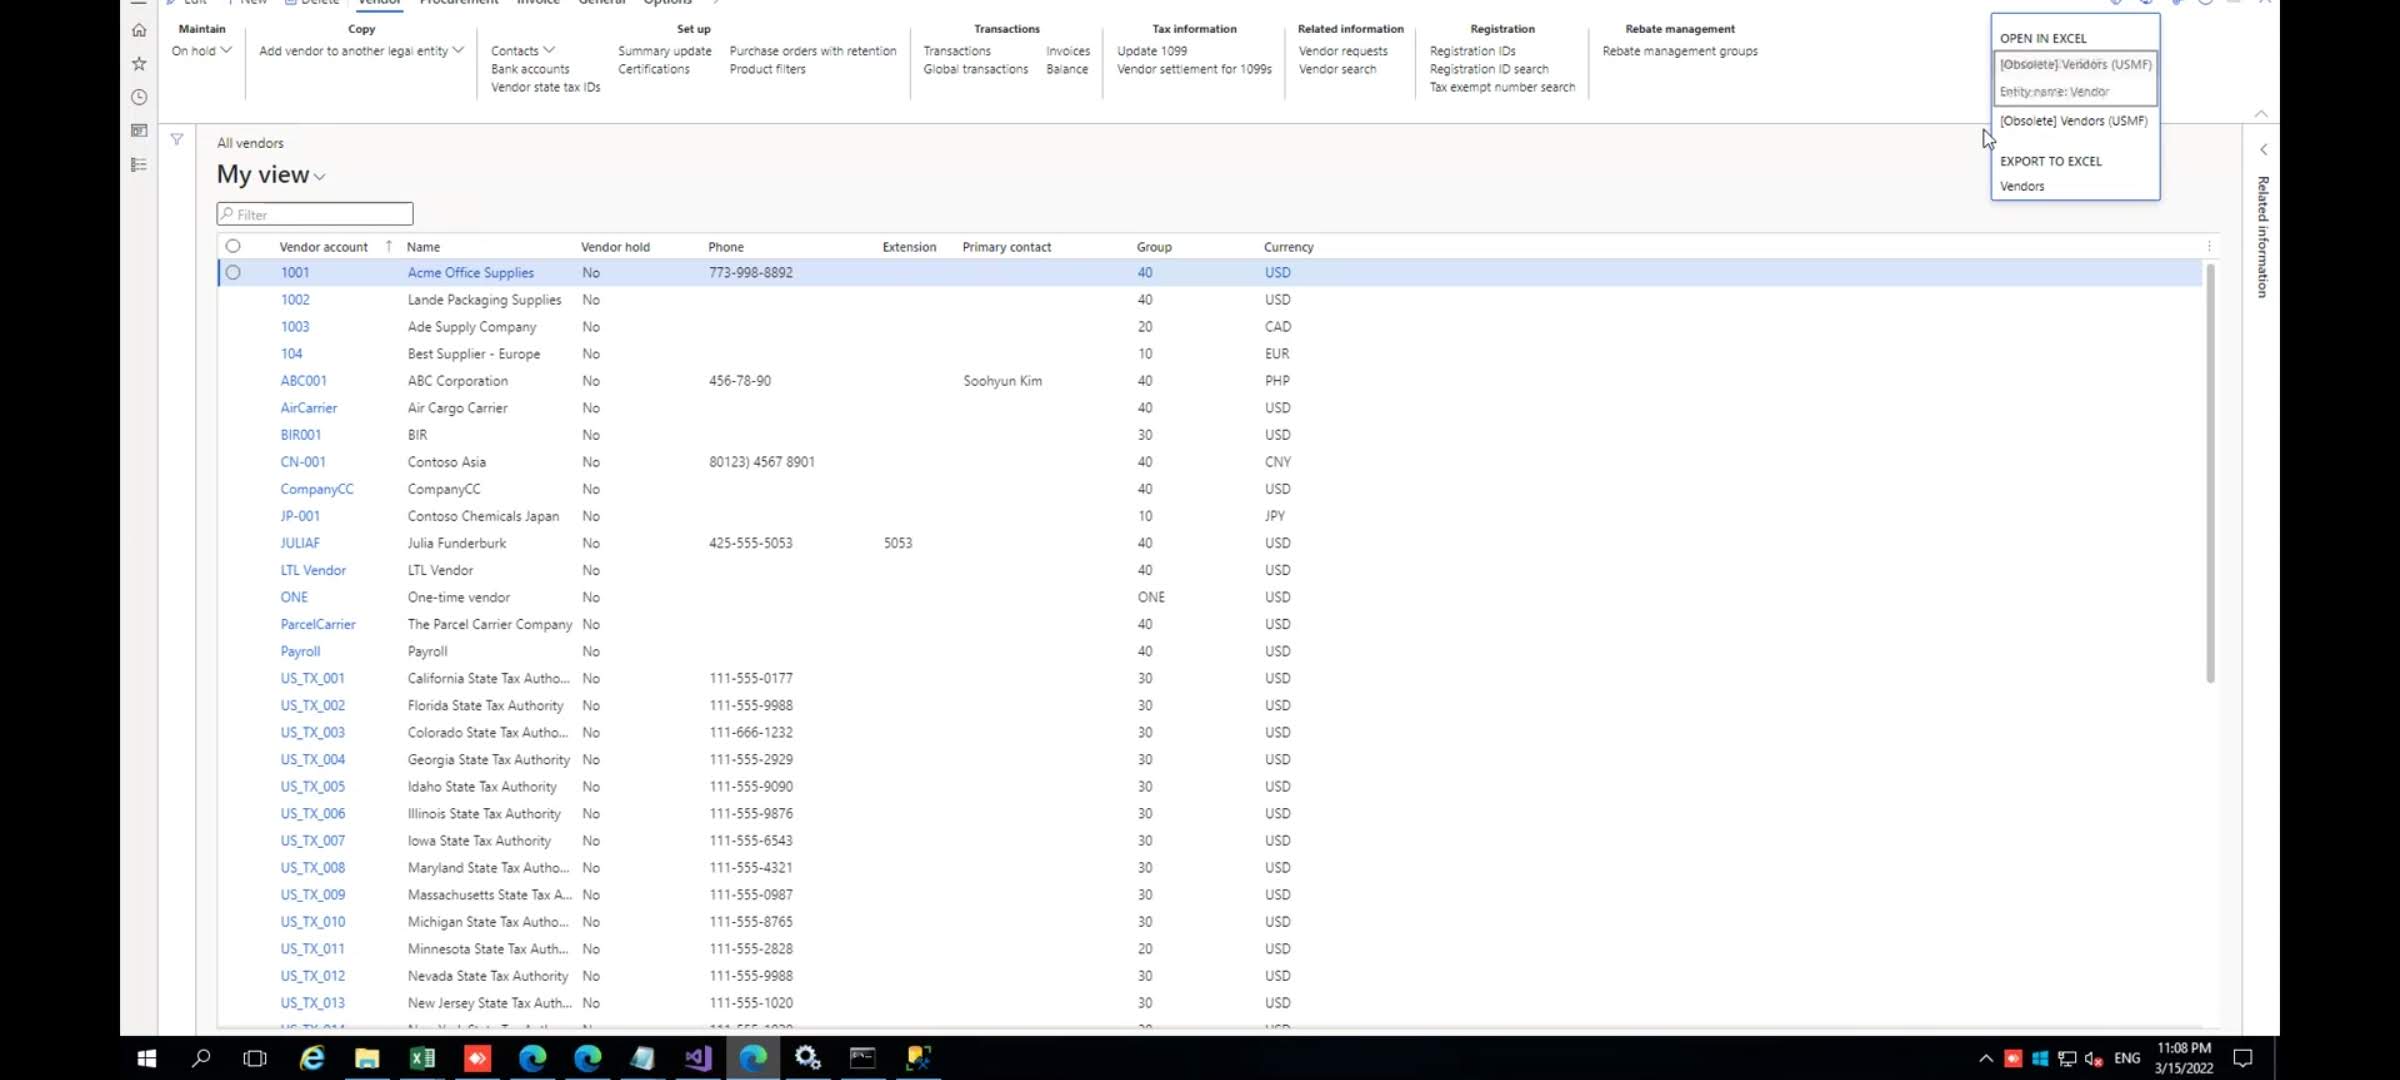 Edit New Delete Vendor Procurement Invoice General Options
Maintain
On hold
Copy
Add vendor to another legal entity
Set up
Contacts Summary update Purchase orders with retention
Bank accounts Certifications Product filters
Vendor state tax IDs
Transactions
Transactions Invoices
Global transactions Balance
Tax information
Update 1099
Vendor settlement for 1099s
Related information
Vendor requests
Vendor search
Registration
Registration IDs
Registration ID search
Tax exempt number search
Rebate management
Rebate management groups
OPEN IN EXCEL
[Obsolete] Vendors (USMF)
Entity name: Vendor
[Obsolete] Vendors (USMF)
EXPORT TO EXCEL
Vendors
Related information
All vendors
My view
Filter
Vendor account Name Vendor hold Phone Extension Primary contact Group Currency
1001 Acme Office Supplies No 773-998-8892 40 USD
1002 Lande Packaging Supplies No 40 USD
1003 Ade Supply Company No 20 CAD
104 Best Supplier - Europe No 10 EUR
ABC001 ABC Corporation No 456-78-90 Soohyun Kim 40 PHP
AirCarrier Air Cargo Carrier No 40 USD
BIR001 BIR No 30 USD
CN-001 Contoso Asia No 80123) 4567 8901 40 CNY
CompanyCC CompanyCC No 40 USD
JP-001 Contoso Chemicals Japan No 10 JPY
JULIAF Julia Funderburk No 425-555-5053 5053 40 USD
LTL Vendor LTL Vendor No 40 USD
ONE One-time vendor No ONE USD
ParcelCarrier The Parcel Carrier Company No 40 USD
Payroll Payroll No 40 USD
US_TX_001 California State Tax Autho... No 111-555-0177 30 USD
US_TX_002 Florida State Tax Authority No 111-555-9988 30 USD
US_TX_003 Colorado State Tax Autho... No 111-666-1232 30 USD
US_TX_004 Georgia State Tax Authority No 111-555-2929 30 USD
US_TX_005 Idaho State Tax Authority No 111-555-9090 30 USD
US_TX_006 Illinois State Tax Authority No 111-555-9876 30 USD
US_TX_007 Iowa State Tax Authority No 111-555-6543 30 USD
US_TX_008 Maryland State Tax Autho... No 111-555-4321 30 USD
US_TX_009 Massachusetts State Tax A... No 111-555-0987 30 USD
US_TX_010 Michigan State Tax Autho... No 111-555-8765 30 USD
US_TX_011 Minnesota State Tax Auth... No 111-555-2828 20 USD
US_TX_012 Nevada State Tax Authority No 111-555-9988 30 USD
US_TX_013 New Jersey State Tax Auth... No 111-555-1020 30 USD
ENG
11:08 PM
3/15/2022